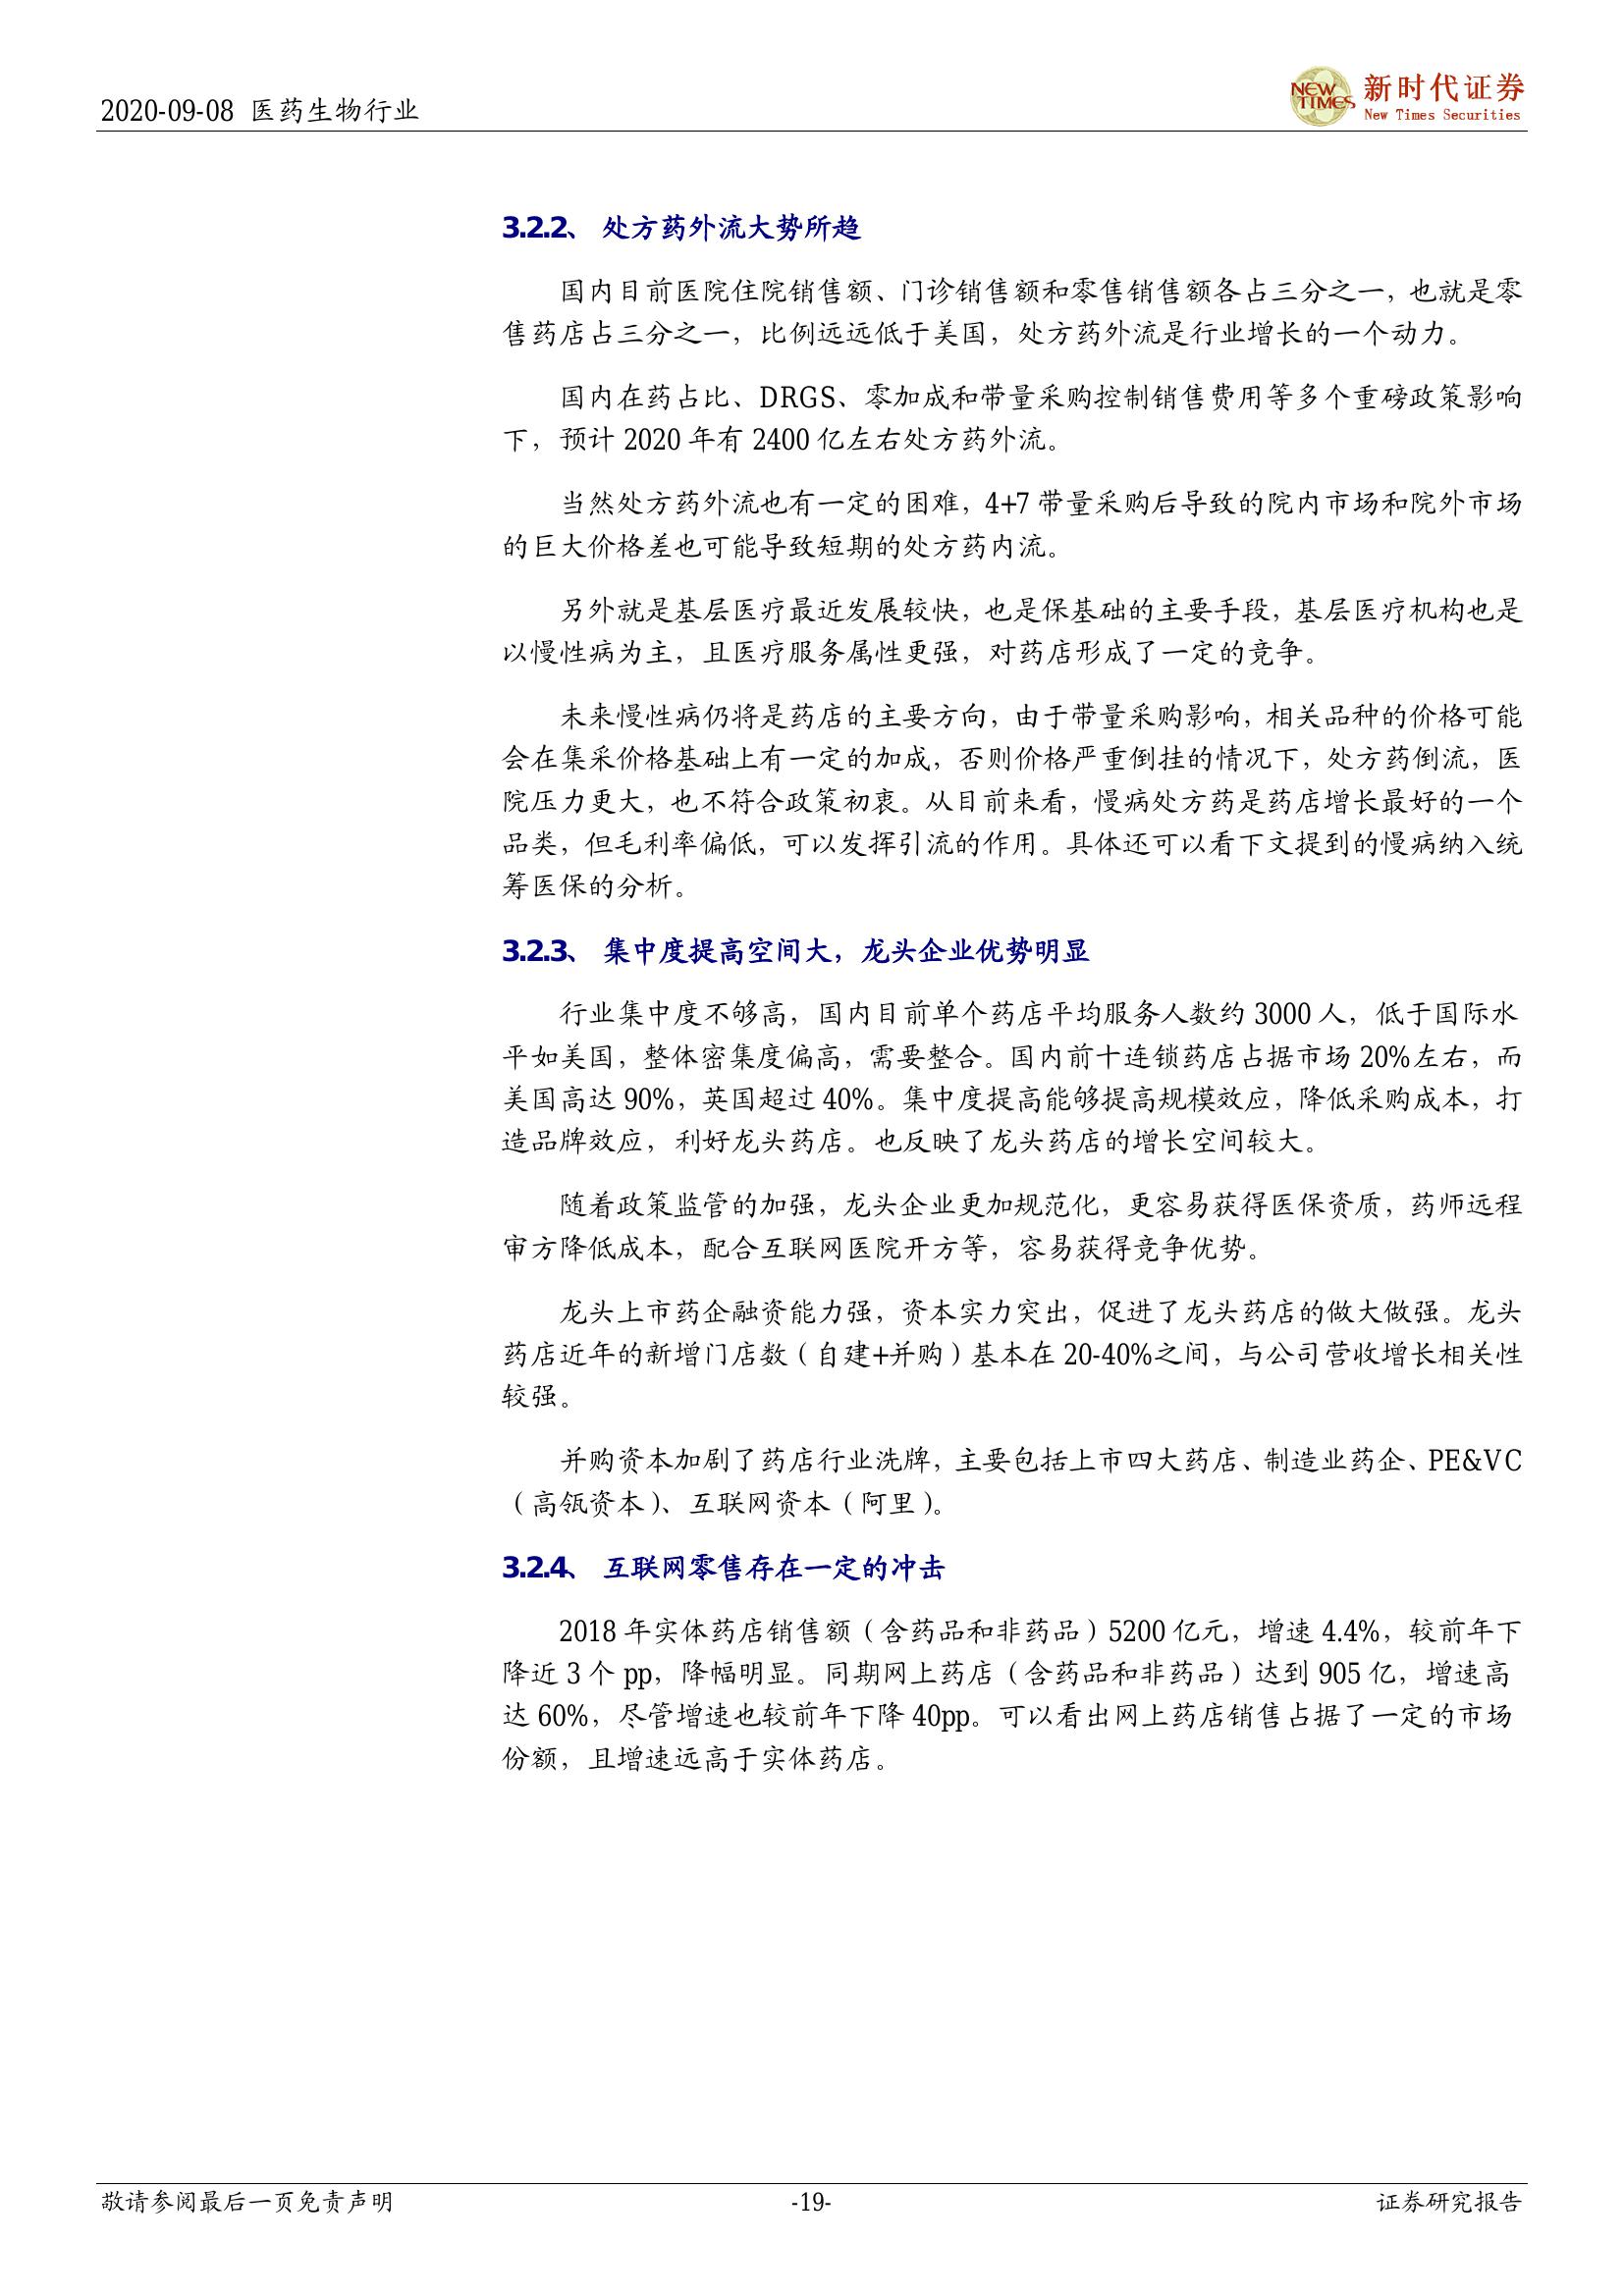 2020-09-08 医药生物行业
NEW TIMES
新时代证券
New Times Securities
3.2.2、 处方药外流大势所趋
国内目前医院住院销售额、门诊销售额和零售销售额各占三分之一，也就是零
售药店占三分之一，比例远远低于美国，处方药外流是行业增长的一个动力。
国内在药占比、DRGS、零加成和带量采购控制销售费用等多个重磅政策影响
下，预计 2020 年有 2400 亿左右处方药外流。
当然处方药外流也有一定的困难，4+7 带量采购后导致的院内市场和院外市场
的巨大价格差也可能导致短期的处方药内流。
另外就是基层医疗最近发展较快，也是保基础的主要手段，基层医疗机构也是
以慢性病为主，且医疗服务属性更强，对药店形成了一定的竞争。
未来慢性病仍将是药店的主要方向，由于带量采购影响，相关品种的价格可能
会在集采价格基础上有一定的加成，否则价格严重倒挂的情况下，处方药倒流，医
院压力更大，也不符合政策初衷。从目前来看，慢病处方药是药店增长最好的一个
品类，但毛利率偏低，可以发挥引流的作用。具体还可以看下文提到的慢病纳入统
筹医保的分析。
3.2.3、 集中度提高空间大，龙头企业优势明显
行业集中度不够高，国内目前单个药店平均服务人数约 3000 人，低于国际水
平如美国，整体密集度偏高，需要整合。国内前十连锁药店占据市场 20%左右，而
美国高达 90%，英国超过 40%。集中度提高能够提高规模效应，降低采购成本，打
造品牌效应，利好龙头药店。也反映了龙头药店的增长空间较大。
随着政策监管的加强，龙头企业更加规范化，更容易获得医保资质，药师远程
审方降低成本，配合互联网医院开方等，容易获得竞争优势。
龙头上市药企融资能力强，资本实力突出，促进了龙头药店的做大做强。龙头
药店近年的新增门店数（自建+并购）基本在 20-40%之间，与公司营收增长相关性
较强。
并购资本加剧了药店行业洗牌，主要包括上市四大药店、制造业药企、PE&VC
（高瓴资本）、互联网资本（阿里）。
3.2.4、 互联网零售存在一定的冲击
2018 年实体药店销售额（含药品和非药品）5200 亿元，增速 4.4%，较前年下
降近 3 个 pp，降幅明显。同期网上药店（含药品和非药品）达到 905 亿，增速高
达 60%，尽管增速也较前年下降 40pp。可以看出网上药店销售占据了一定的市场
份额，且增速远高于实体药店。
敬请参阅最后一页免责声明
-19-
证券研究报告